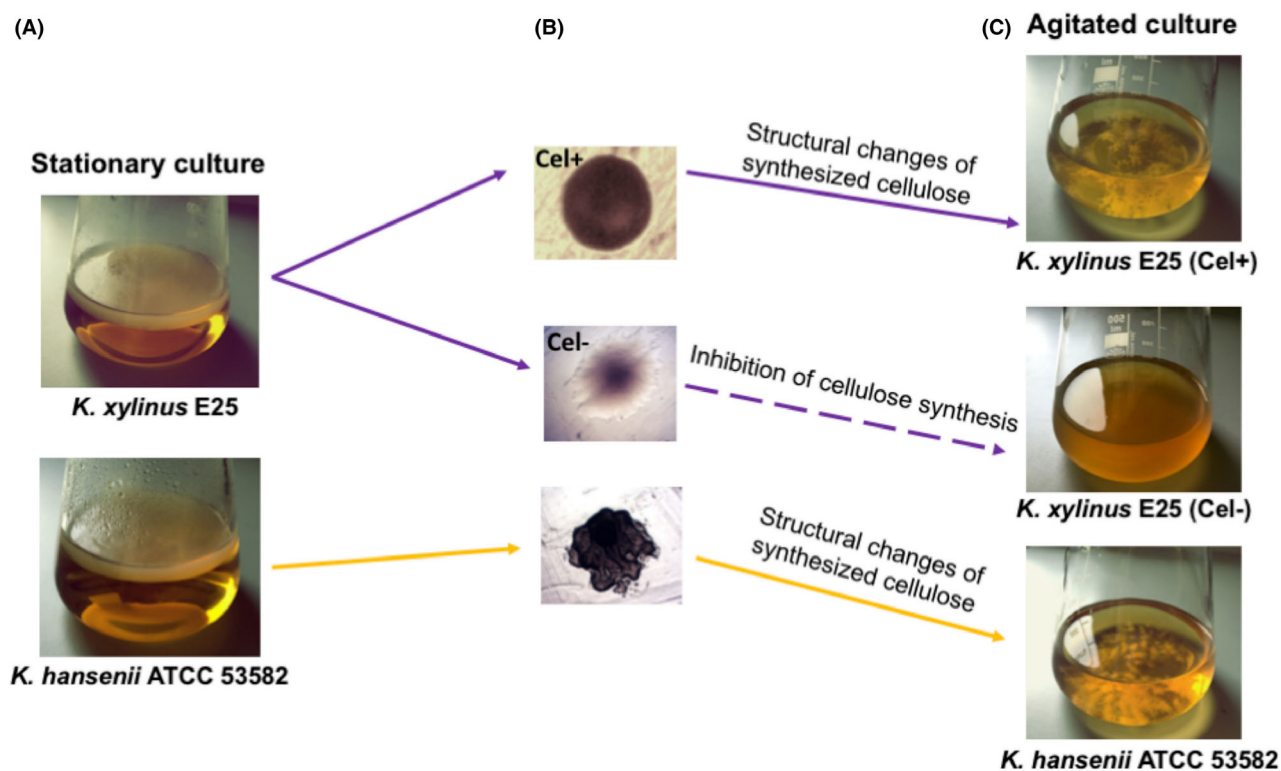 (A)
(B)
(C) Agitated culture
Stationary culture
K. xylinus E25
K. hansenii ATCC 53582
Cel+
Cel-
Structural changes of
synthesized cellulose
Inhibition of cellulose synthesis
Structural changes of
synthesized cellulose
K. xylinus E25 (Cel+)
500
K. xylinus E25 (Cel-)
K. hansenii ATCC 53582